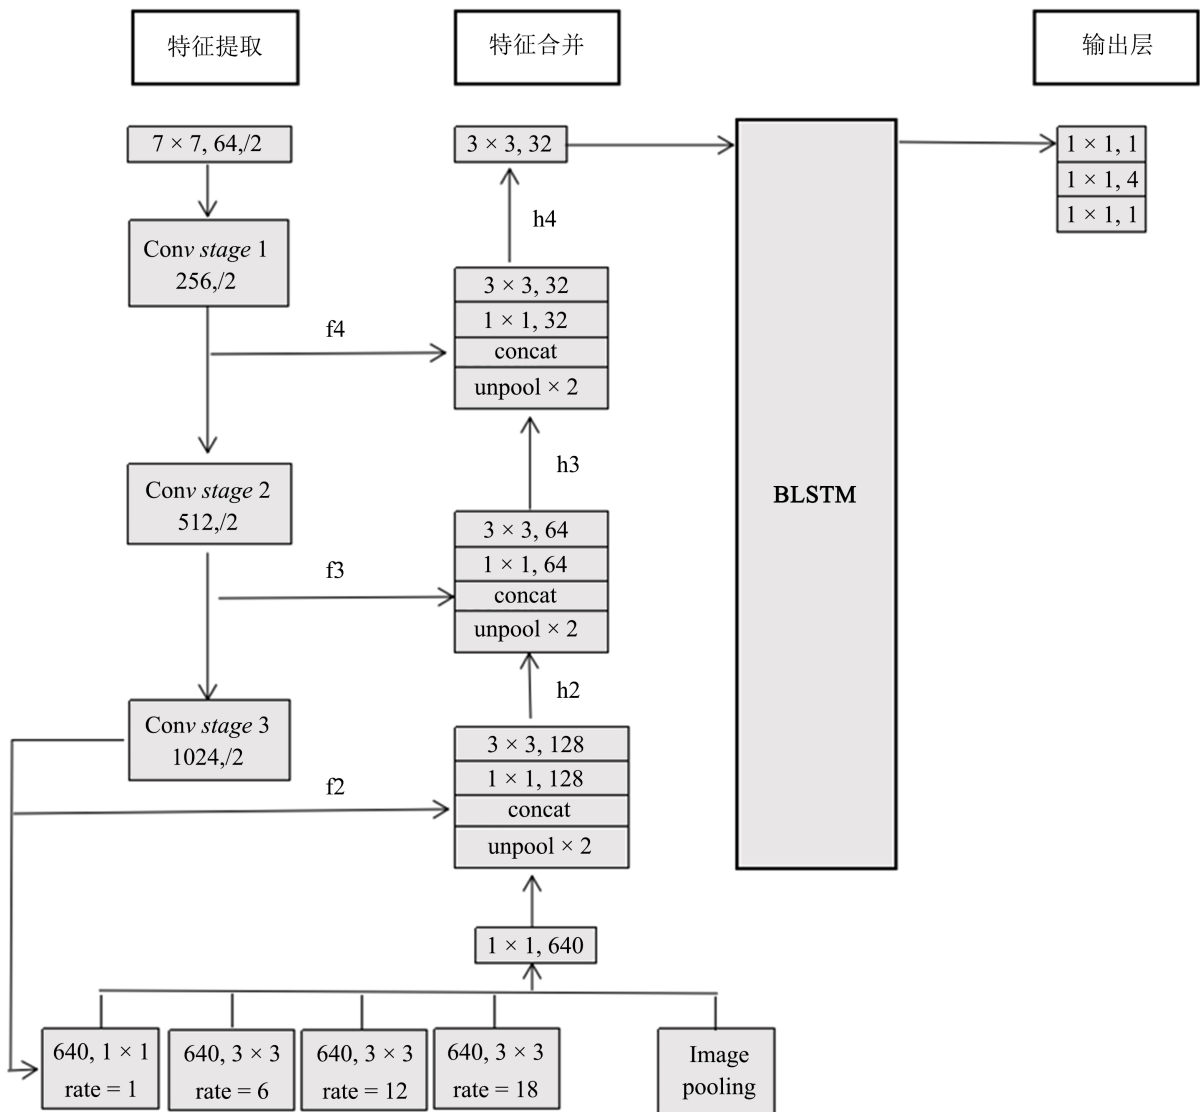 特征提取
特征合并
输出层
7 × 7, 64,/2
Conv stage 1
256,/2
f4
Conv stage 2
512,/2
f3
Conv stage 3
1024,/2
f2
3 × 3, 32
h4
3 × 3, 32
1 × 1, 32
concat
unpool × 2
h3
3 × 3, 64
1 × 1, 64
concat
unpool × 2
h2
3 × 3, 128
1 × 1, 128
concat
unpool × 2
1 × 1, 640
640, 1 × 1
rate = 1
640, 3 × 3
rate = 6
640, 3 × 3
rate = 12
640, 3 × 3
rate = 18
Image
pooling
BLSTM
1 × 1, 1
1 × 1, 4
1 × 1, 1